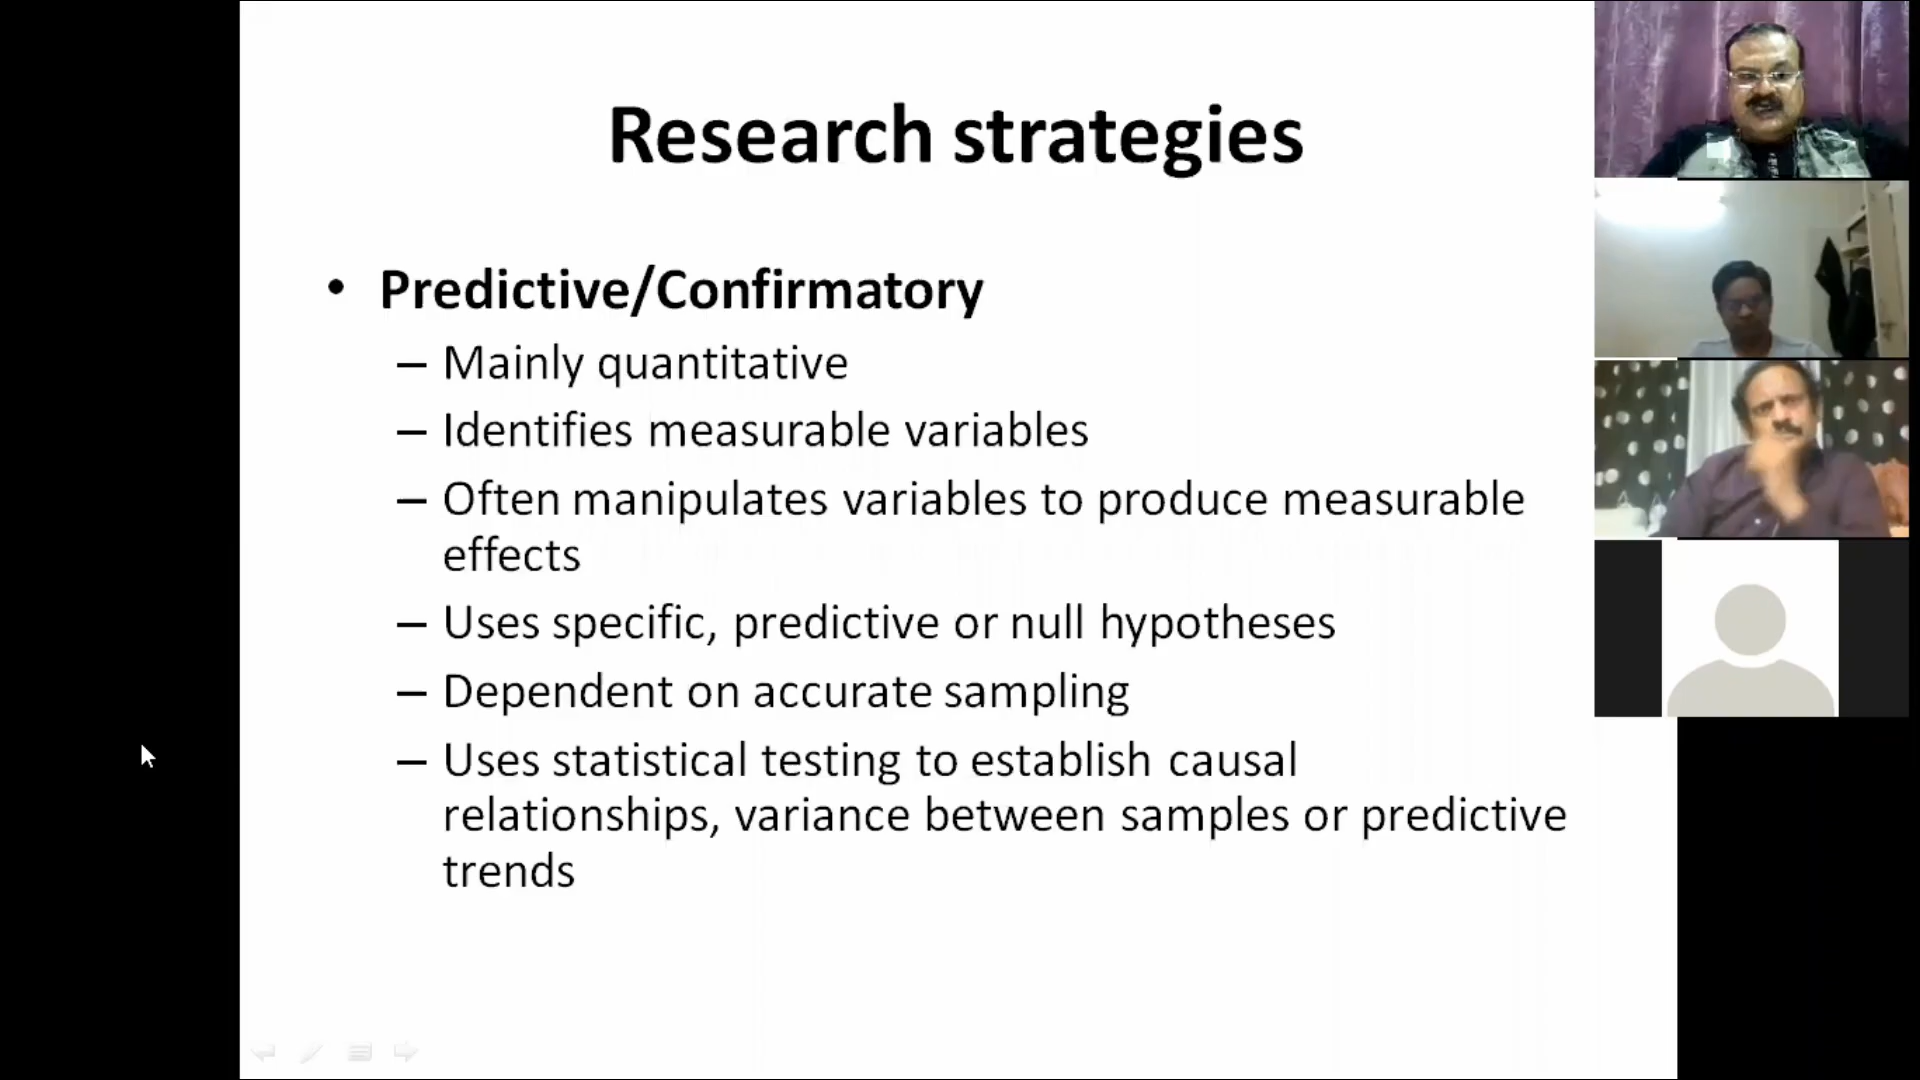 Research strategies
• Predictive/Confirmatory
– Mainly quantitative
– Identifies measurable variables
– Often manipulates variables to produce measurable
effects
– Uses specific, predictive or null hypotheses
– Dependent on accurate sampling
– Uses statistical testing to establish causal
relationships, variance between samples or predictive
trends